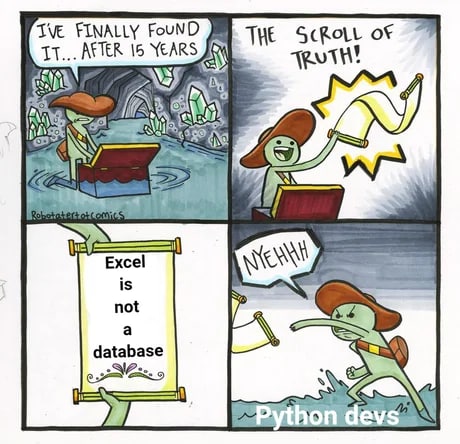 I'VE FINALLY FOUND
IT... AFTER 15 YEARS
Robotatertotcomics
THE SCROLL OF
TRUTH!
Excel
is
not
a
database
NYEHHH
Python devs